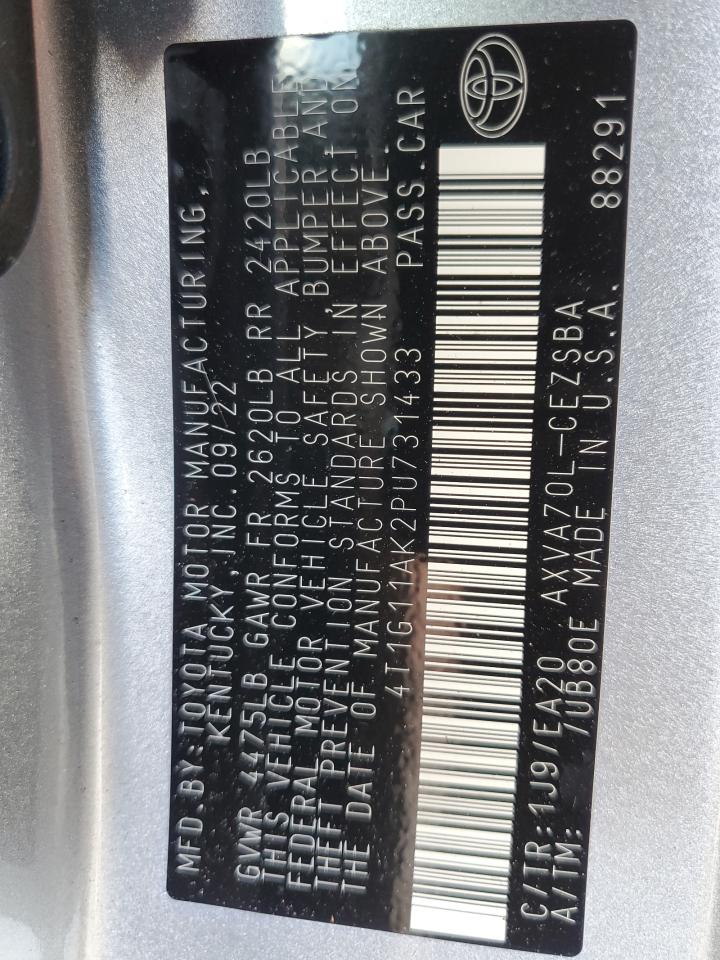 MFD.BY:TOYOTA MOTOR MANUFACTURING,
KENTUCKY,INC.09/22
GVWR 4475LB GAWR FR 2620LB RR 2420LB
THIS VEHICLE CONFORMS TO ALL APPLICABLE
FEDERAL MOTOR VEHICLE SAFETY,BUMPER AND
THEFT PREVENTION STANDARDS IN EFFECT ON
THE DATE OF MANUFACTURE SHOWN ABOVE.
4T1G11AK2PU731433 PASS.CAR
C/TR:1J9/EA20 AXVA70L-CEZSBA
A/TM: /UB80E MADE IN U.S.A. 88291